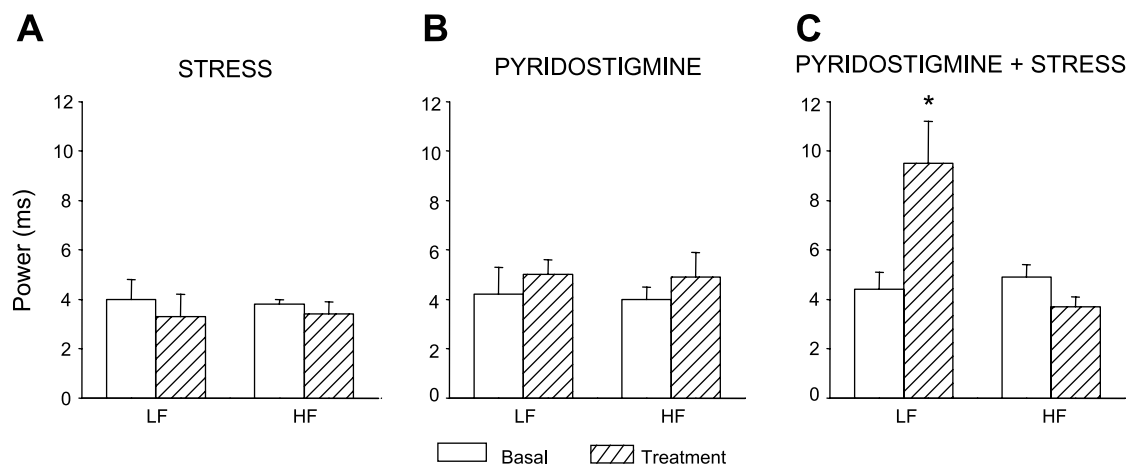 A
B
C
STRESS
PYRIDOSTIGMINE
PYRIDOSTIGMINE + STRESS
Power (ms)
12
10
8
6
4
2
0
LF
HF
12
10
8
6
4
2
0
LF
HF
12
10
8
6
4
2
0
*
LF
HF
Basal
Treatment